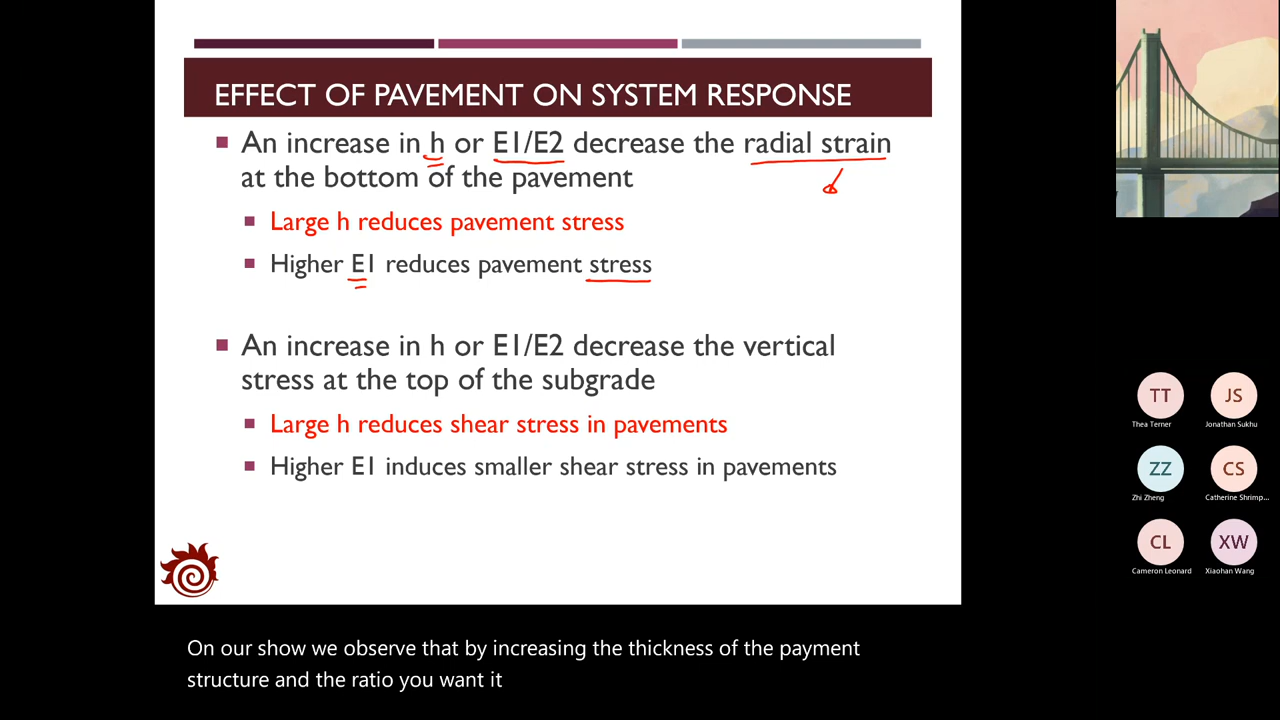 EFFECT OF PAVEMENT ON SYSTEM RESPONSE
An increase in h or E1/E2 decrease the radial strain
at the bottom of the pavement
Large h reduces pavement stress
Higher E1 reduces pavement stress
An increase in h or E1/E2 decrease the vertical
stress at the top of the subgrade
Large h reduces shear stress in pavements
Higher E1 induces smaller shear stress in pavements
TT
JS
Thea Terner
Jonathan Sukhu
ZZ
CS
Zhi Zheng
Catherine Shrimp...
CL
XW
Cameron Leonard
Xiaohan Wang
On our show we observe that by increasing the thickness of the payment
structure and the ratio you want it